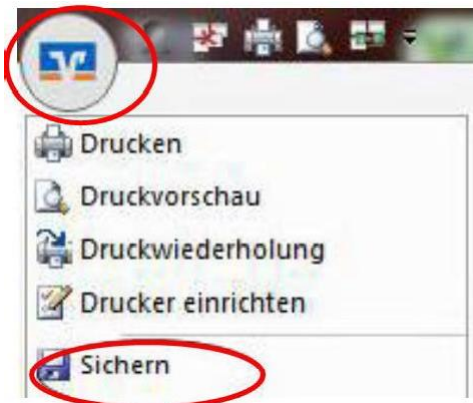 Drucken
Druckvorschau
Druckwiederholung
Drucker einrichten
Sichern